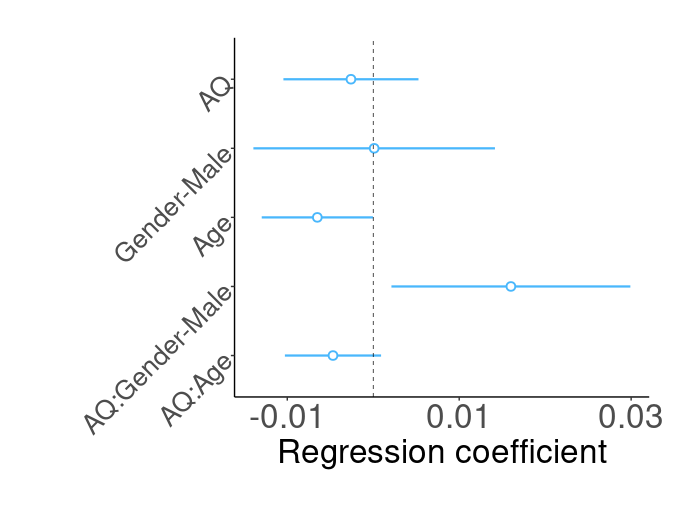 AQ
Gender-Male
Age
AQ:Gender-Male
AQ:Age
-0.01 0.01 0.03
Regression coefficient